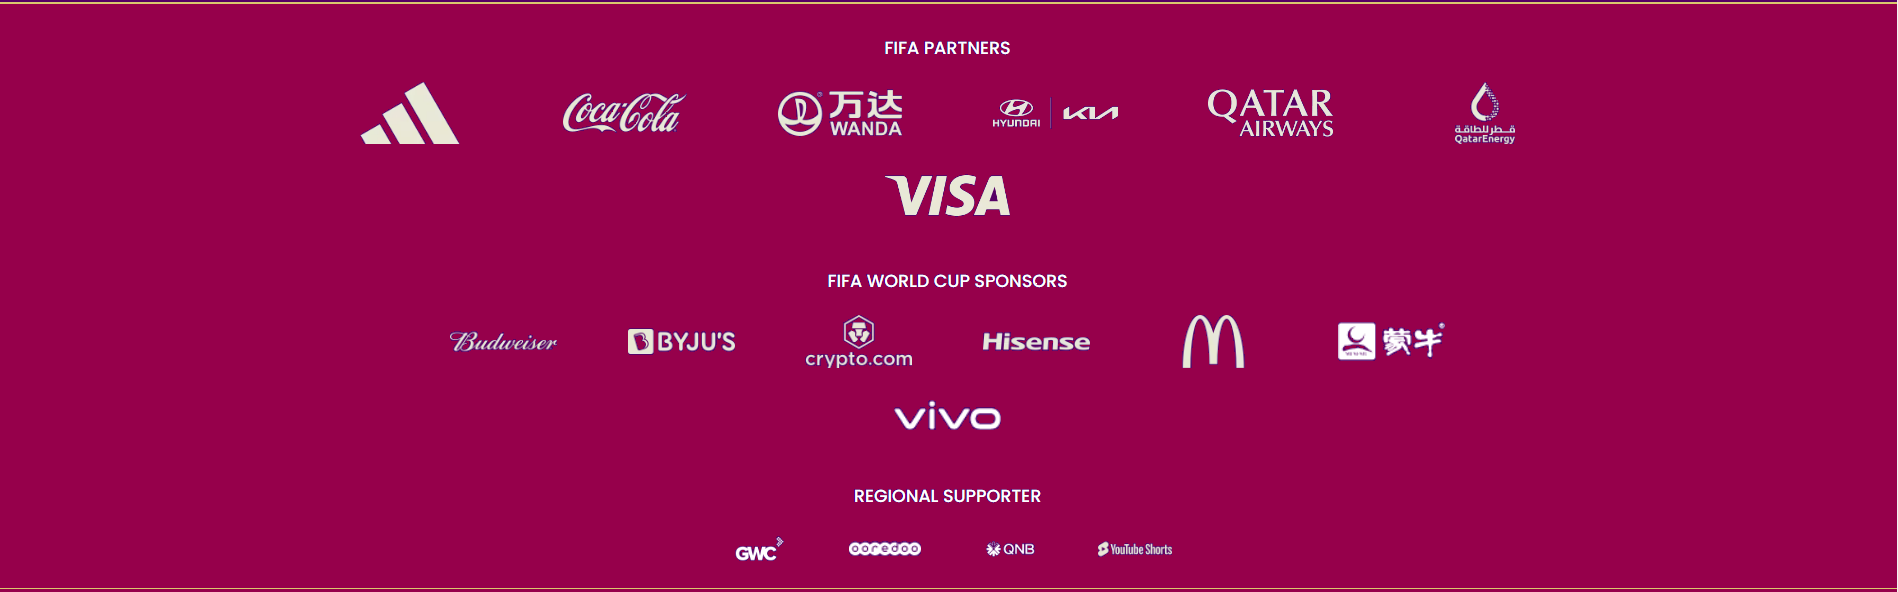 FIFA PARTNERS
Coca-Cola
万达
WANDA
HYUNDAI
KIA
QATAR
AIRWAYS
قطر للطاقة
QatarEnergy
VISA
FIFA WORLD CUP SPONSORS
Budweiser
BYJU'S
crypto.com
Hisense
蒙牛
vivo
REGIONAL SUPPORTER
GWC
ooredoo
QNB
YouTube Shorts